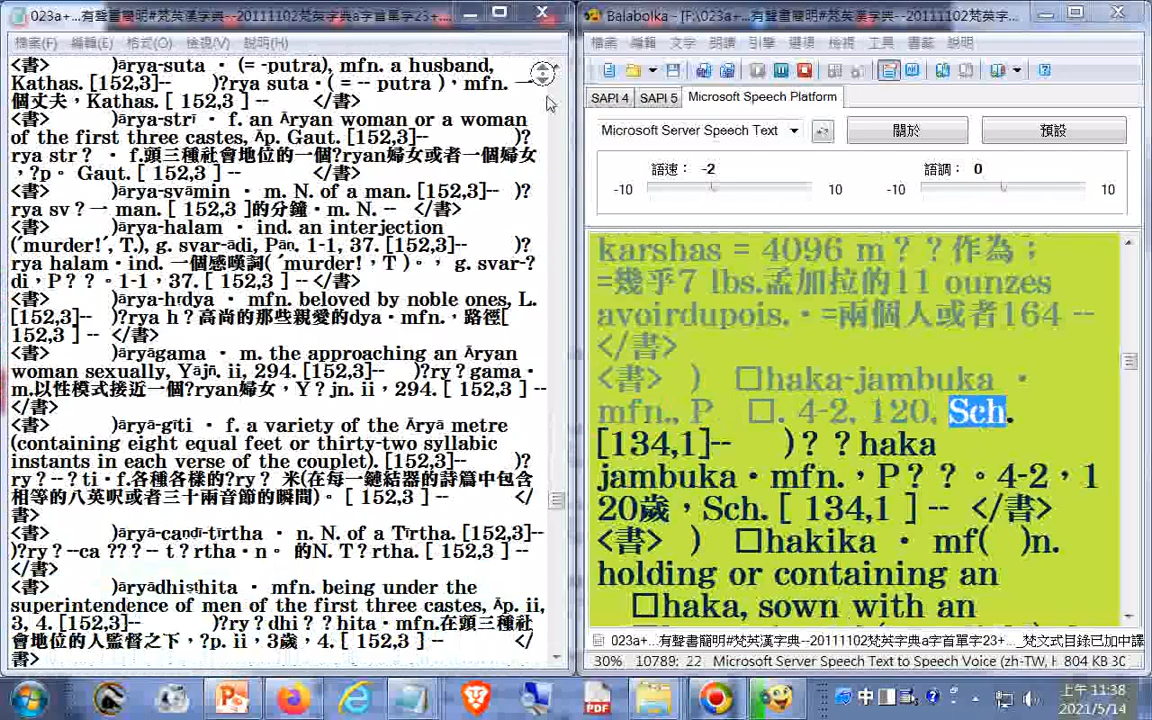 有聲書簡明#梵英漢字典--20111102梵英字典a字首單字23+...
檔案(F) 編輯(E) 格式(O) 檢視(V) 說明(H)
<書> )ārya-suta · (= -putra), mfn. a husband,
Kathas. [152,3]-- )?rya suta · ( = -- putra )，mfn. 一
個丈夫，Kathas. [ 152,3 ] -- </書>
<書> )ārya-strī · f. an Āryan woman or a woman
of the first three castes, Āp. Gaut. [152,3]-- )?
rya str？ · f.頭三種社會地位的一個?ryan婦女或者一個婦女
，?p。 Gaut. [ 152,3 ] -- </書>
<書> )ārya-svāmin · m. N. of a man. [152,3]-- )?
rya sv？一 man. [ 152,3 ]的分鐘 · m. N. -- </書>
<書> )ārya-halam · ind. an interjection
('murder!', T.), g. svar-ādi, Pāṇ. 1-1, 37. [152,3]-- )?
rya halam · ind. 一個感嘆詞( 'murder!，T )。， g. svar-?
di，P？？。1-1，37. [ 152,3 ] -- </書>
<書> )ārya-hṛdya · mfn. beloved by noble ones, L.
[152,3]-- )?rya h？高尚的那些親愛的dya · mfn.，路徑[
152,3 ] -- </書>
<書> )āryāgama · m. the approaching an Āryan
woman sexually, Yājñ. ii, 294. [152,3]-- )?ry？gama ·
m.以性模式接近一個?ryan婦女，Y？jn. ii，294. [ 152,3 ] --
</書>
<書> )āryā-gīti · f. a variety of the Āryā metre
(containing eight equal feet or thirty-two syllabic
instants in each verse of the couplet). [152,3]-- )?
ry？--？ti · f.各種各樣的?ry？ 米(在每一鏈結器的詩篇中包含
相等的八英呎或者三十兩音節的瞬間)。 [ 152,3 ] -- </
書>
<書> )āryā-caṇḍī-tīrtha · n. N. of a Tīrtha. [152,3]--
)?ry？--ca ???-- t？rtha · n。 的N. T？rtha. [ 152,3 ] --
</書>
<書> )āryādhiṣṭhita · mfn. being under the
superintendence of men of the first three castes, Āp. ii,
3, 4. [152,3]-- )?ry？dhi？？hita · mfn.在頭三種社
會地位的人監督之下，?p. ii，3歲，4. [ 152,3 ] -- </
書>
Balabolka - [F:\023a+...有聲書簡明#梵英漢字典--20111102梵英字...
檔案 編輯 文字 朗讀 引擎 選項 檢視 工具 書籤 說明
SAPI 4 SAPI 5 Microsoft Speech Platform
Microsoft Server Speech Text 關於 預設
語速： -2 語調： 0
-10 10 -10 10
karshas = 4096 m？？作為；
=幾乎7 lbs.孟加拉的11 ounzes
avoirdupois. · =兩個人或者164 --
</書>
<書> ) □haka-jambuka ·
mfn., P □. 4-2, 120, Sch.
[134,1]-- )？？haka
jambuka · mfn.，P？？。4-2，1
20歲，Sch. [ 134,1 ] -- </書>
<書> ) □hakika · mf( )n.
holding or containing an
□haka, sown with an
023a+...有聲書簡明#梵英漢字典--20111102梵英字典a字首單字23+..._梵文式目錄已加中譯
30% 10789: 22 Microsoft Server Speech Text to Speech Voice (zh-TW, H 804 KB
中
上午 11:38
2021/5/14
PDF